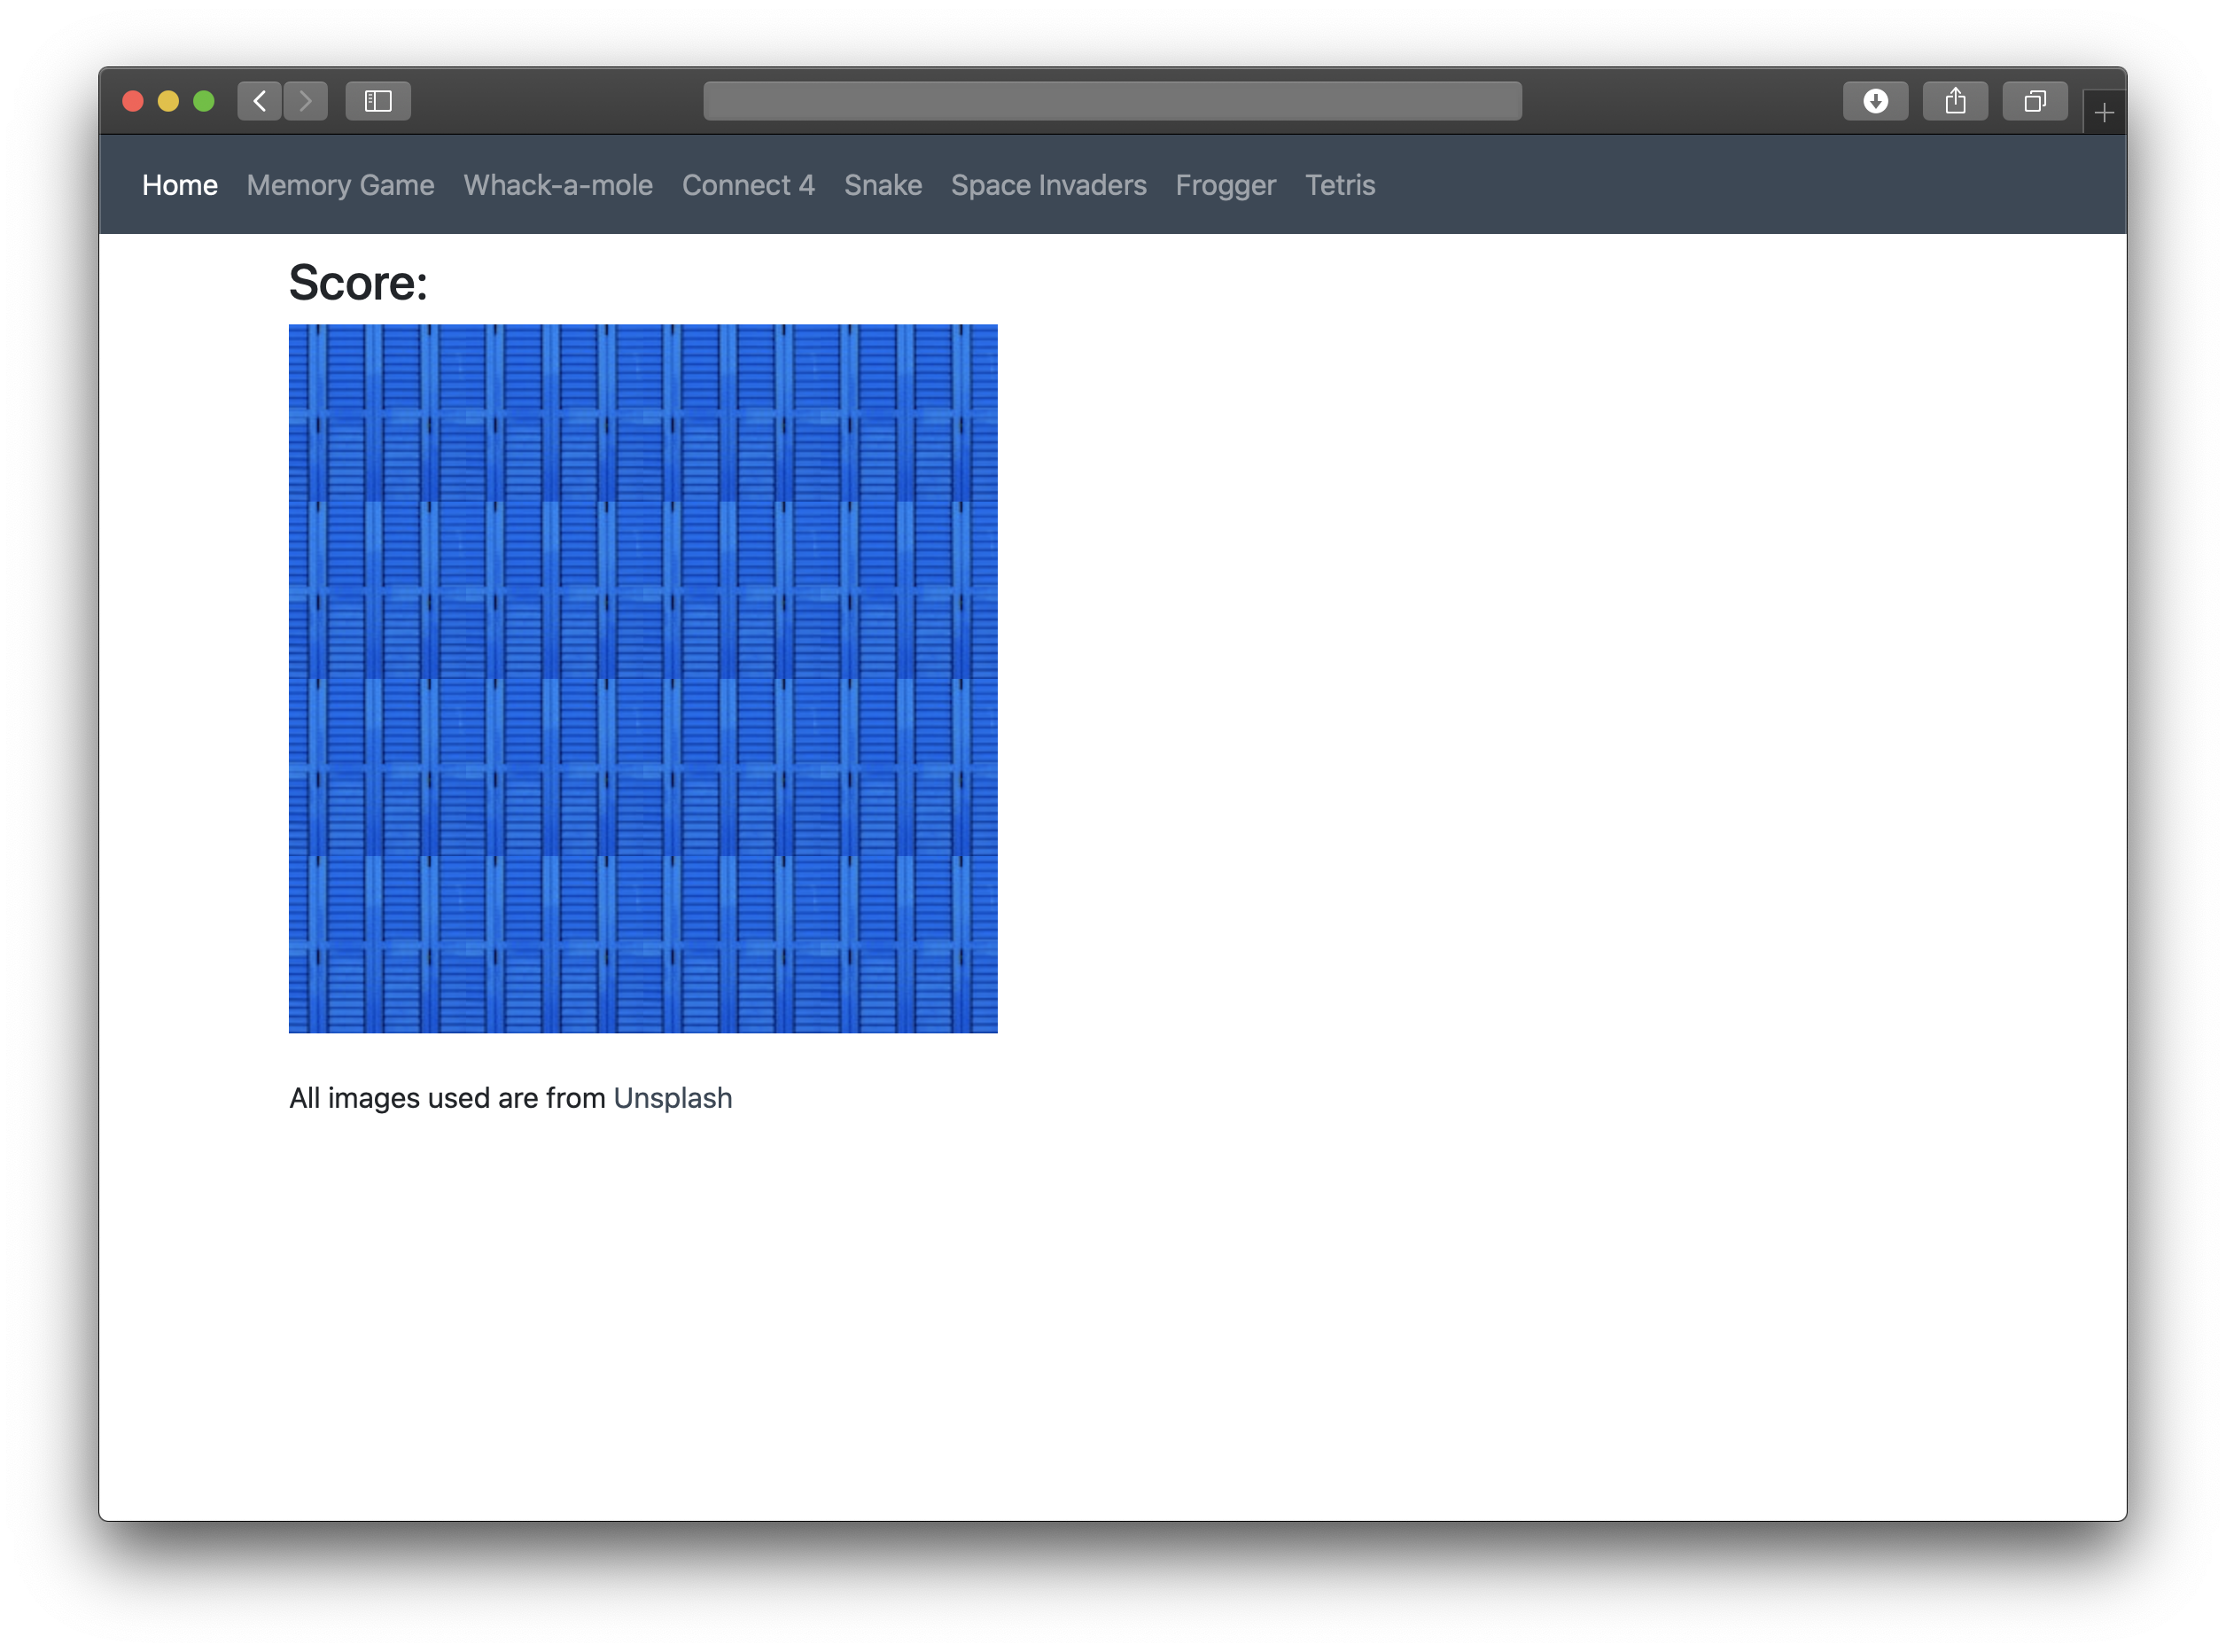 Home Memory Game Whack-a-mole Connect 4 Snake Space Invaders Frogger Tetris
Score:
All images used are from Unsplash